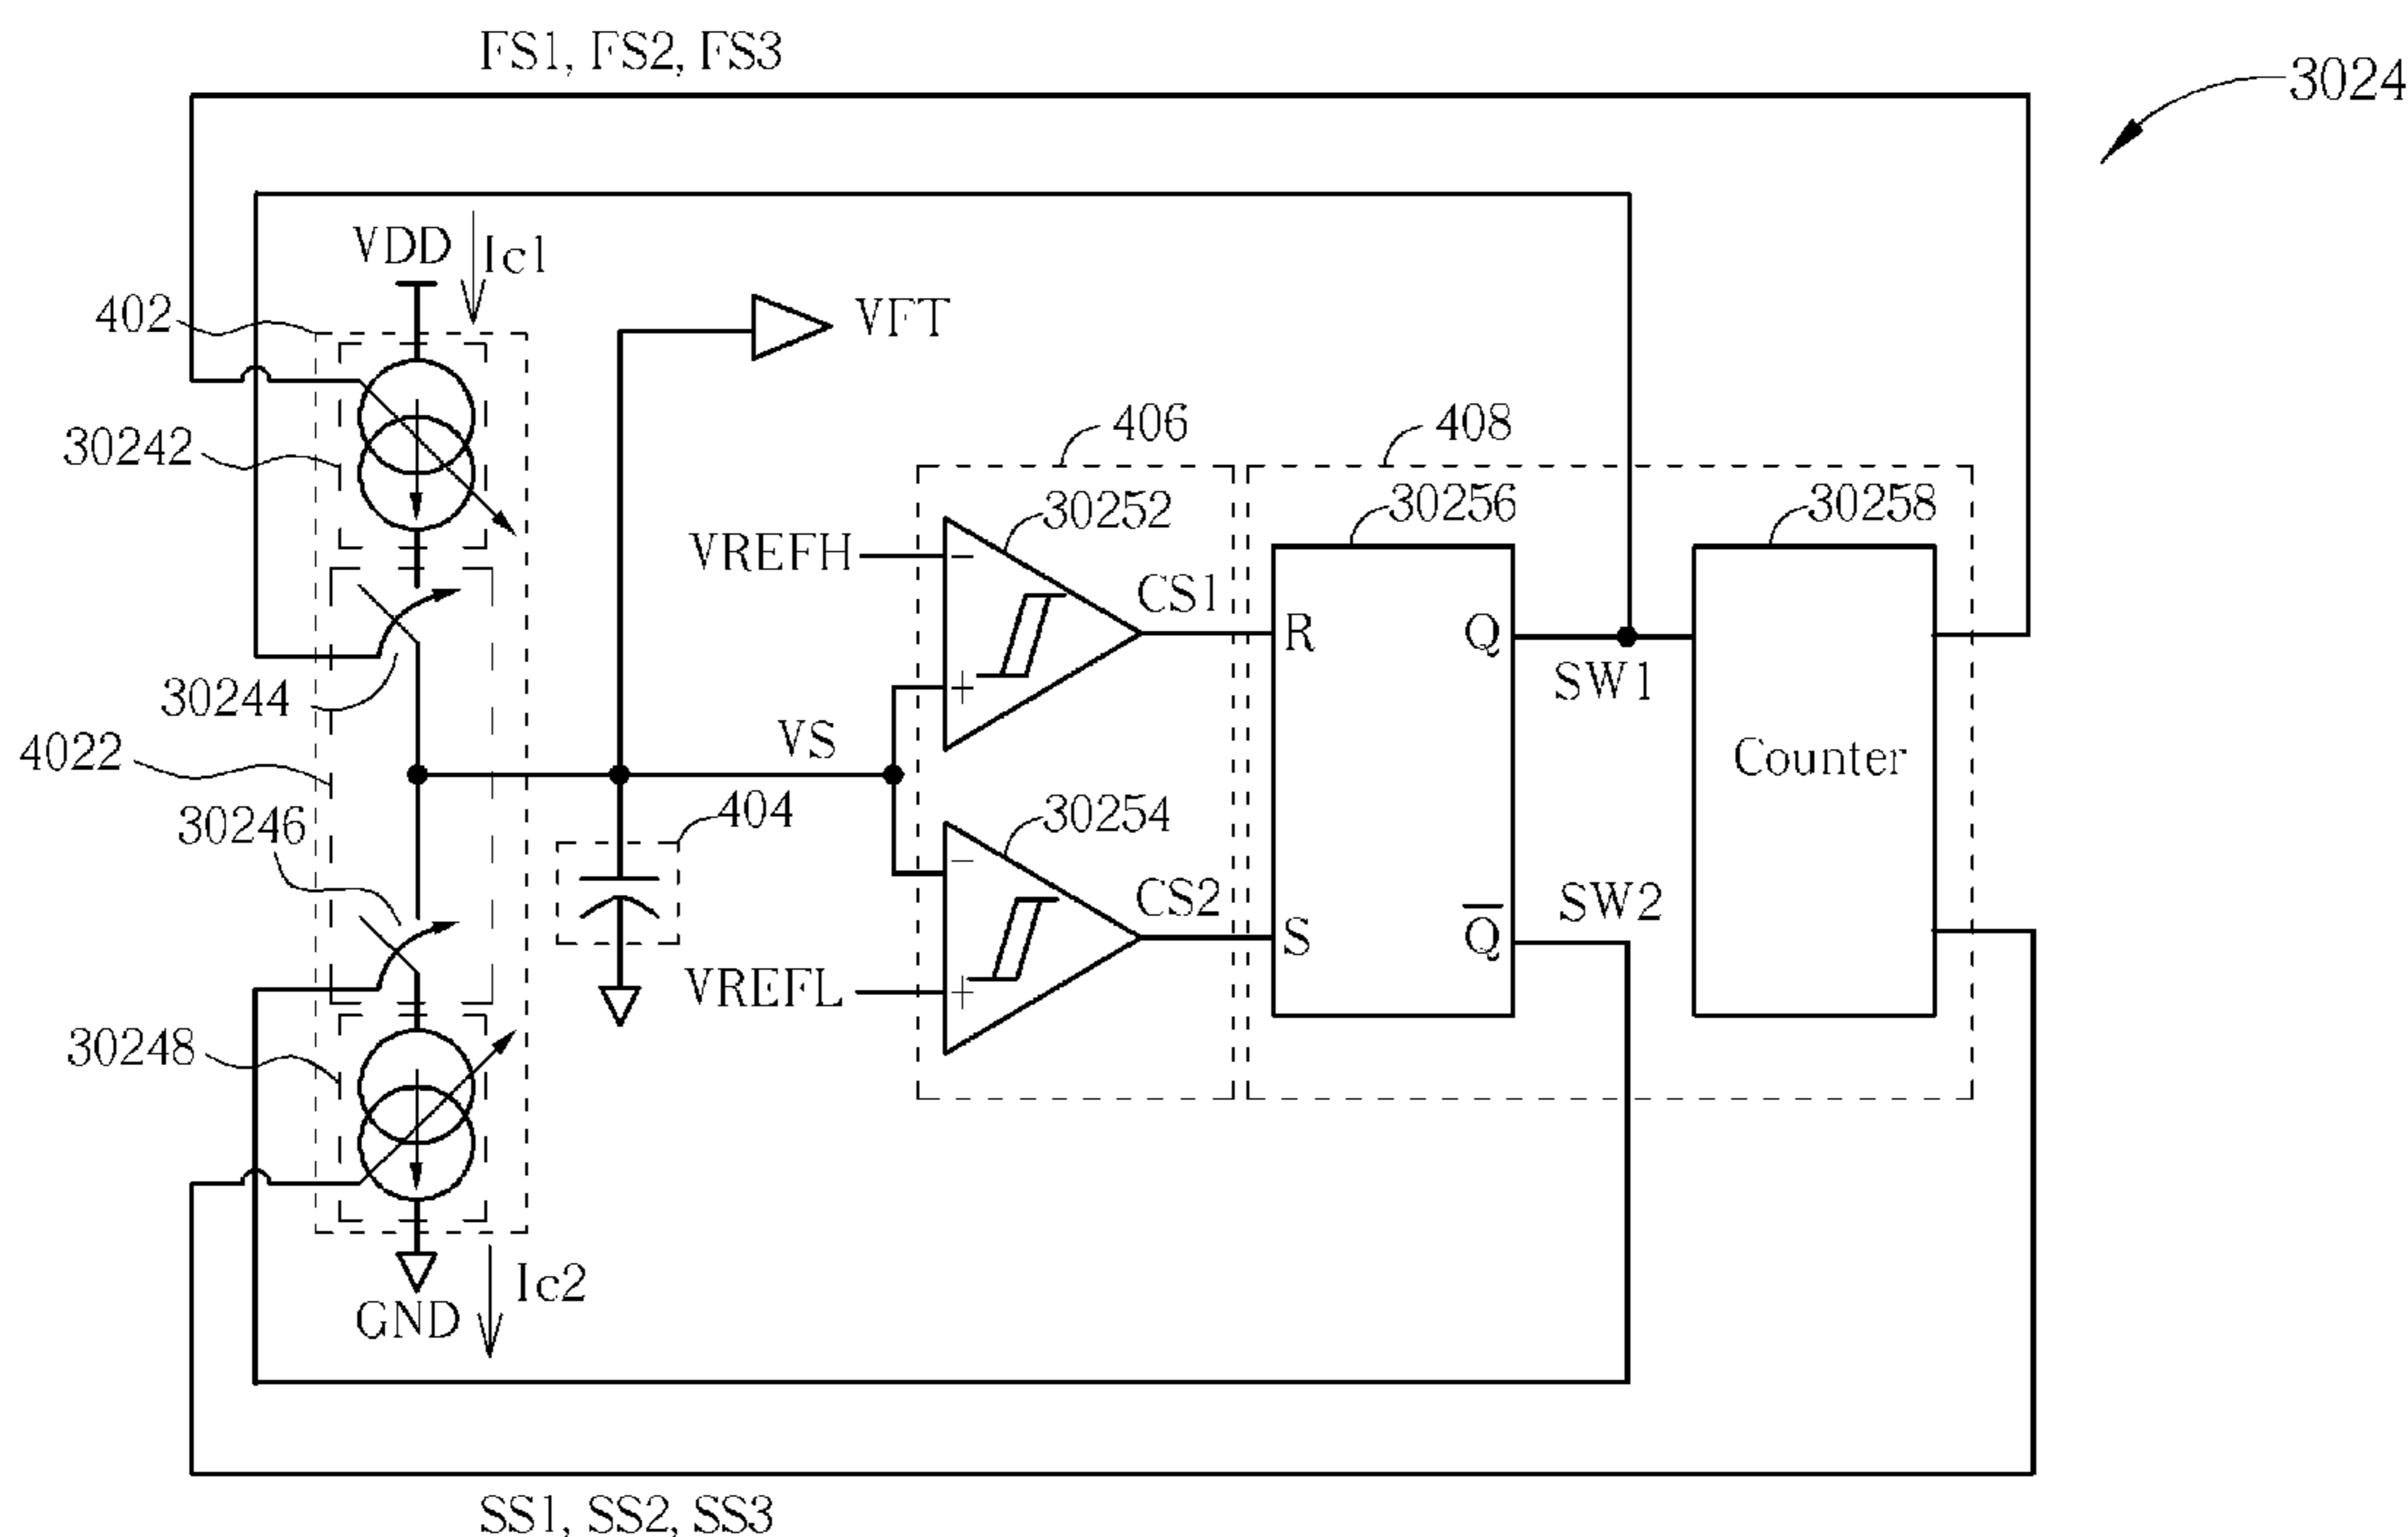 FS1, FS2, FS3
3024
VDD
Ic1
402
VFT
30242
406
408
30252
30256
30258
VREFH
−
CS1
R
Q
SW1
30244
+
VS
4022
Counter
404
30246
30254
−
CS2
SW2
S
Q̅
VREFL
+
30248
Ic2
GND
SS1, SS2, SS3